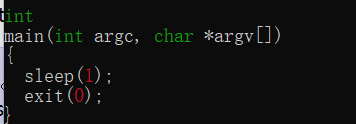 int
main(int argc, char *argv[])
{
  sleep(1);
  exit(0);
}